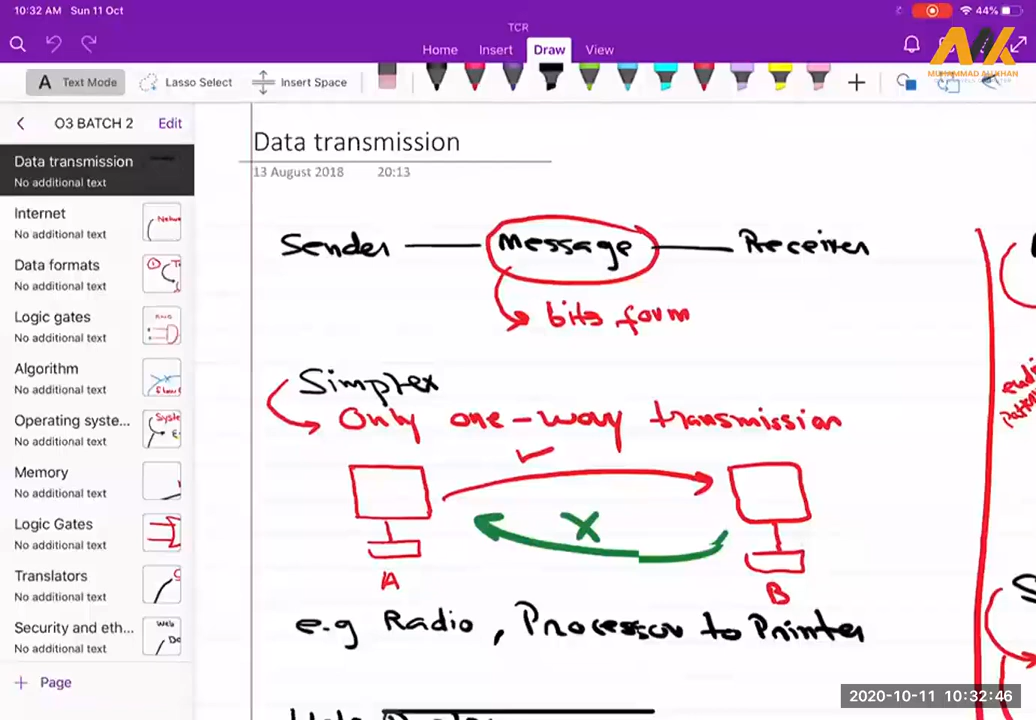 10:32 AM Sun 11 Oct
44%
TCR
Home Insert Draw View
MUHAMMAD ALI KHAN
A Text Mode Lasso Select Insert Space
O3 BATCH 2 Edit
Data transmission
No additional text
Internet
No additional text
Data formats
No additional text
Logic gates
No additional text
Algorithm
No additional text
Operating syste...
No additional text
Memory
No additional text
Logic Gates
No additional text
Translators
No additional text
Security and eth...
No additional text
+ Page
Data transmission
13 August 2018 20:13
Sender Message Receiver
bits form
Simplex
Only one-way transmission
X
A
B
e.g Radio, Processor to Printer
2020-10-11 10:32:46